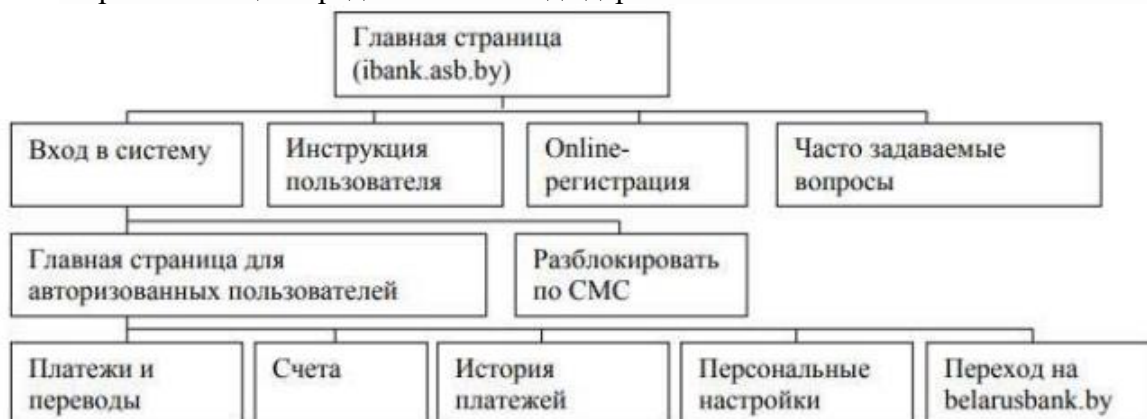 Главная страница
(ibank.asb.by)
Вход в систему
Инструкция
пользователя
Online-
регистрация
Часто задаваемые
вопросы
Главная страница для
авторизованных пользователей
Разблокировать
по СМС
Платежи и
переводы
Счета
История
платежей
Персональные
настройки
Переход на
belarusbank.by